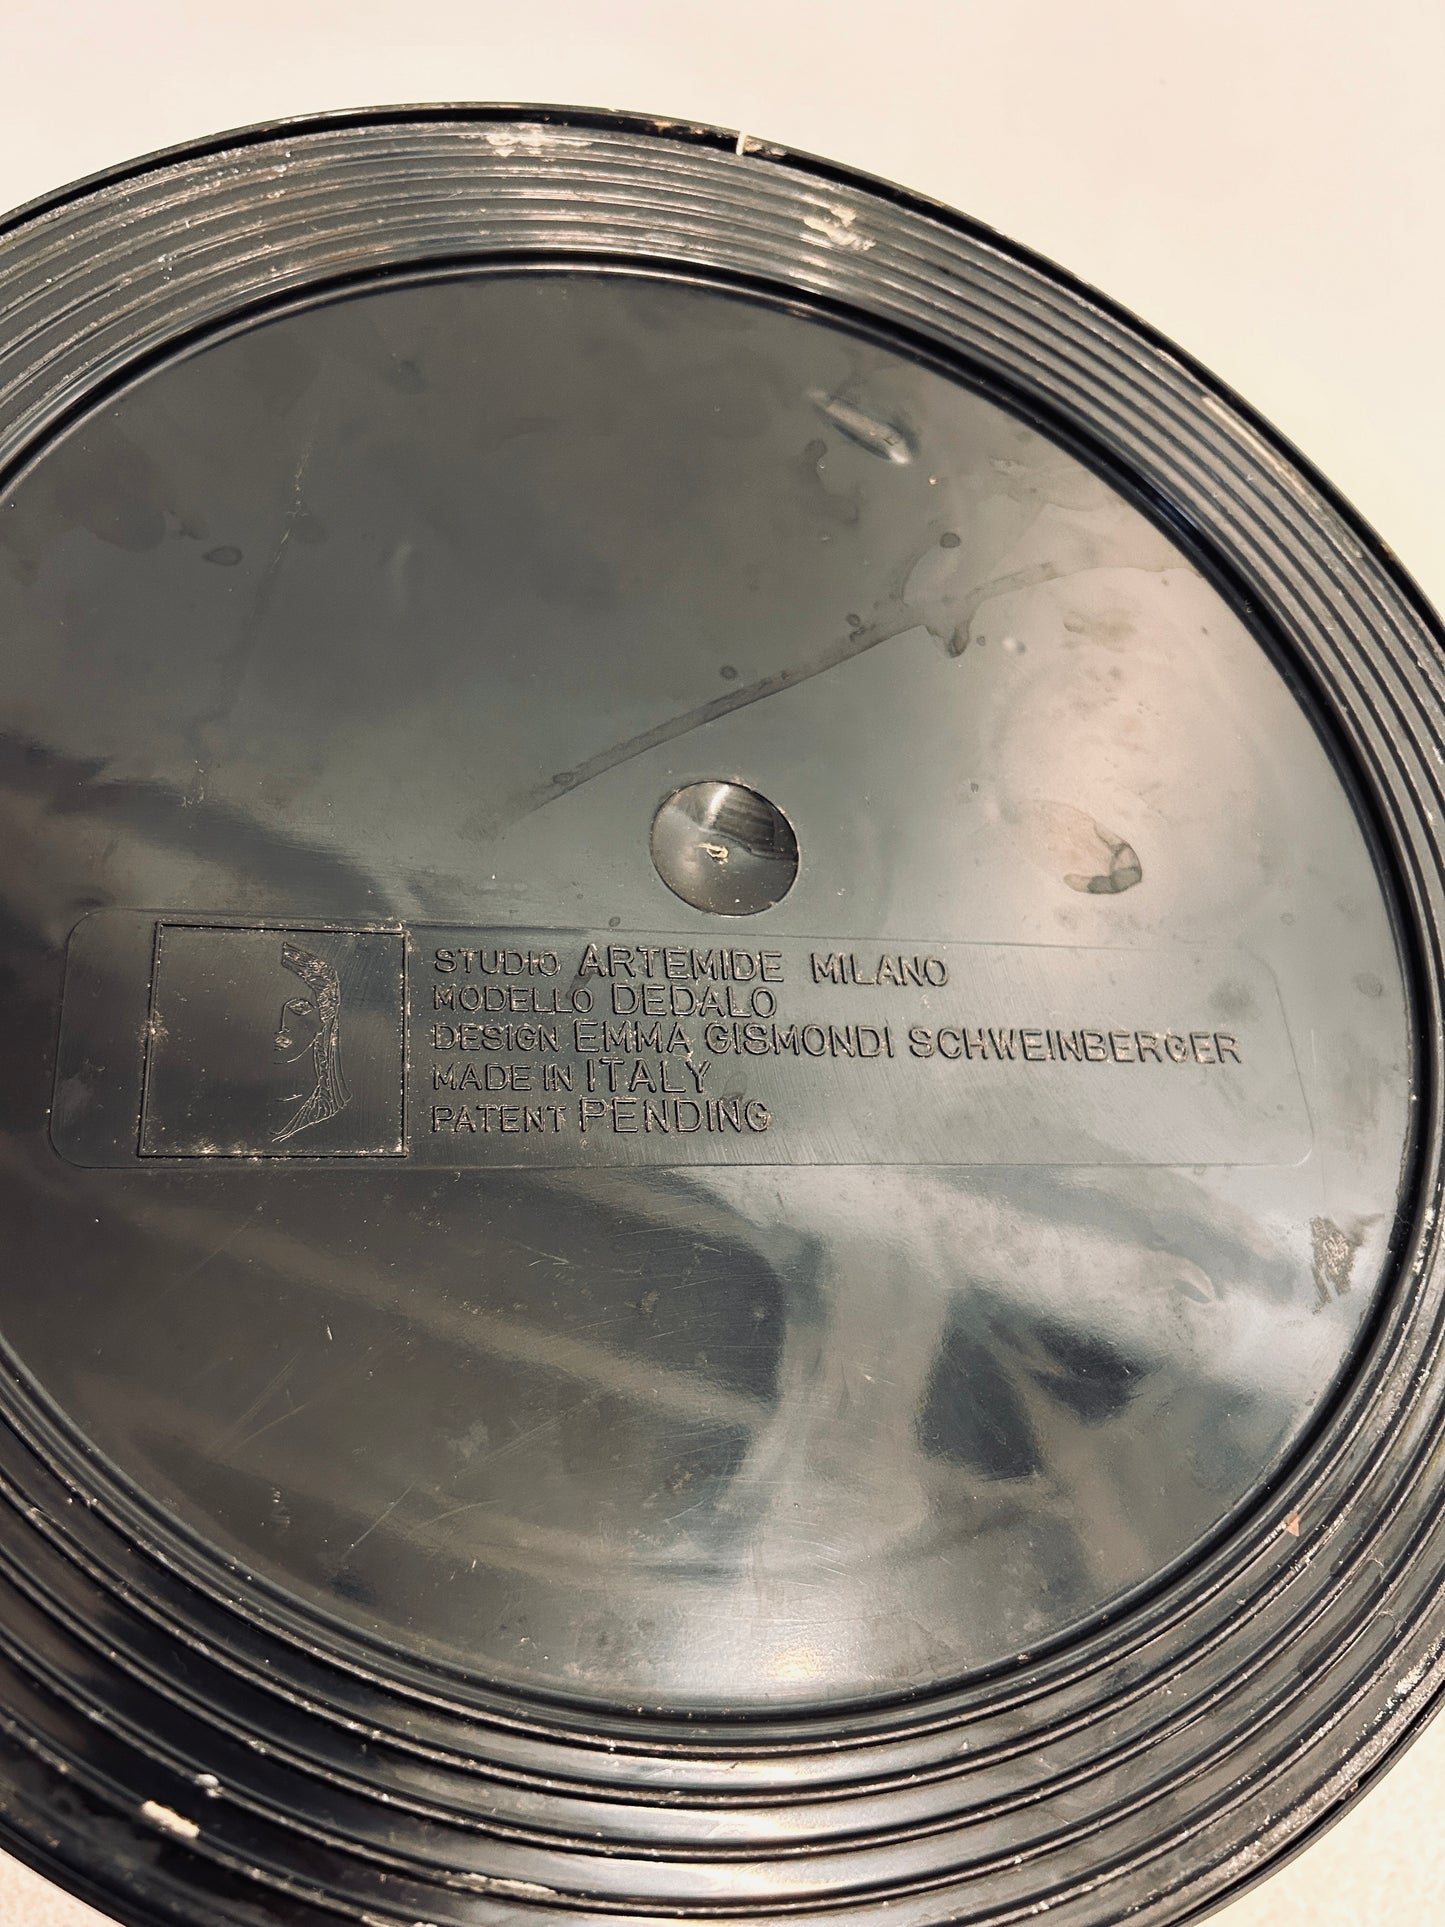 STUDIO ARTEMIDE MILANO
MODELLO DEDALO
DESIGN EMMA GISMONDI SCHWEINBERGER
MADE IN ITALY
PATENT PENDING